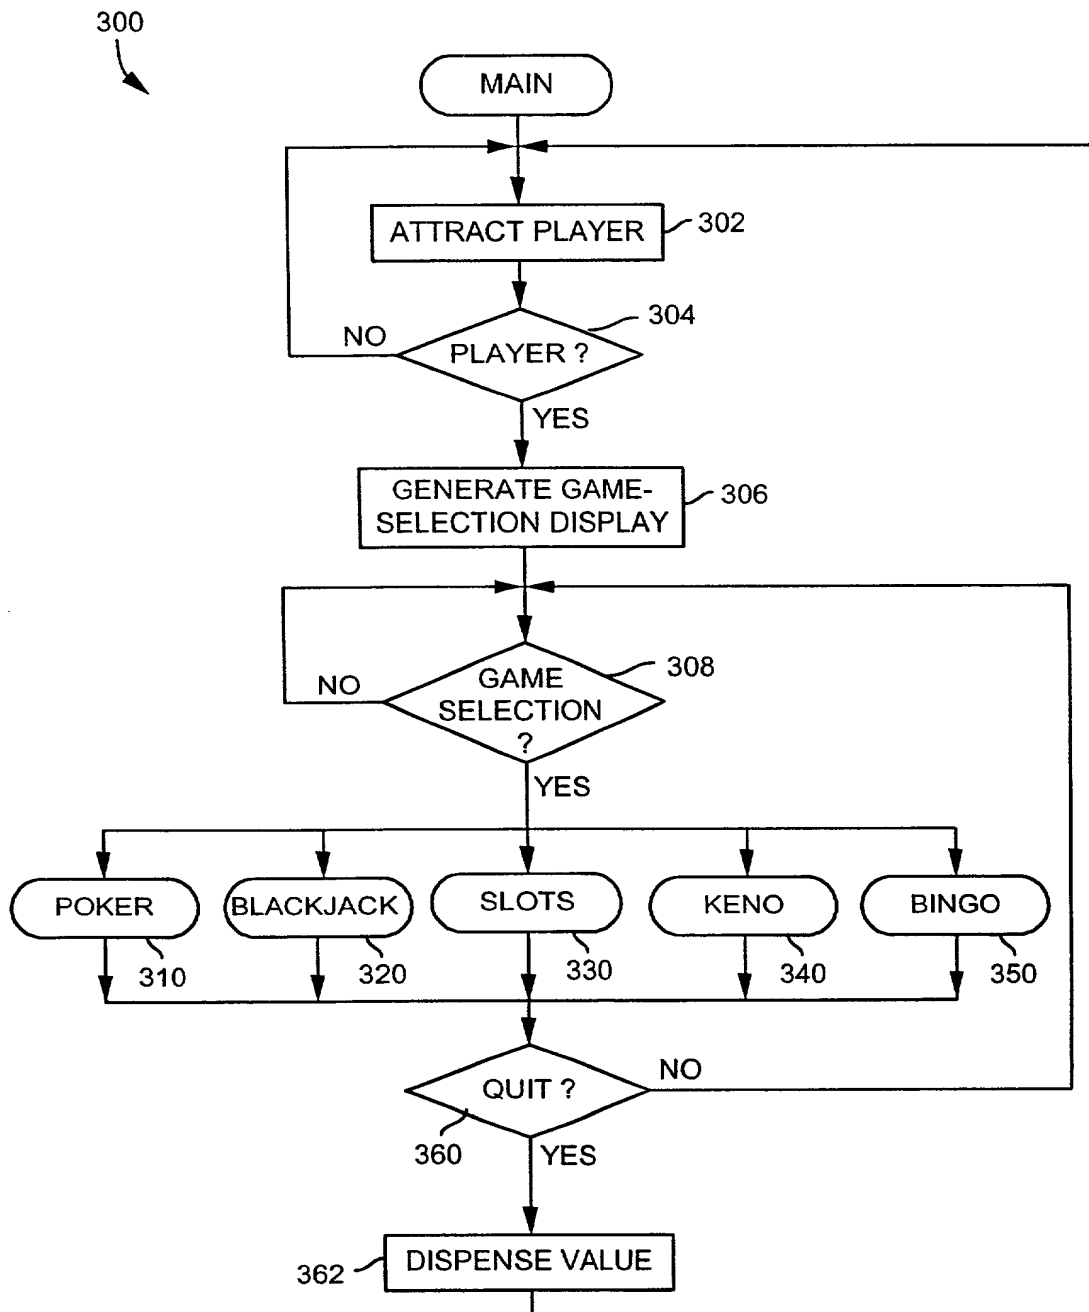 300
MAIN
ATTRACT PLAYER
302
304
NO
PLAYER ?
YES
GENERATE GAME-
SELECTION DISPLAY
306
308
NO
GAME
SELECTION
?
YES
POKER
BLACKJACK
SLOTS
KENO
BINGO
310
320
330
340
350
QUIT ?
NO
360
YES
DISPENSE VALUE
362